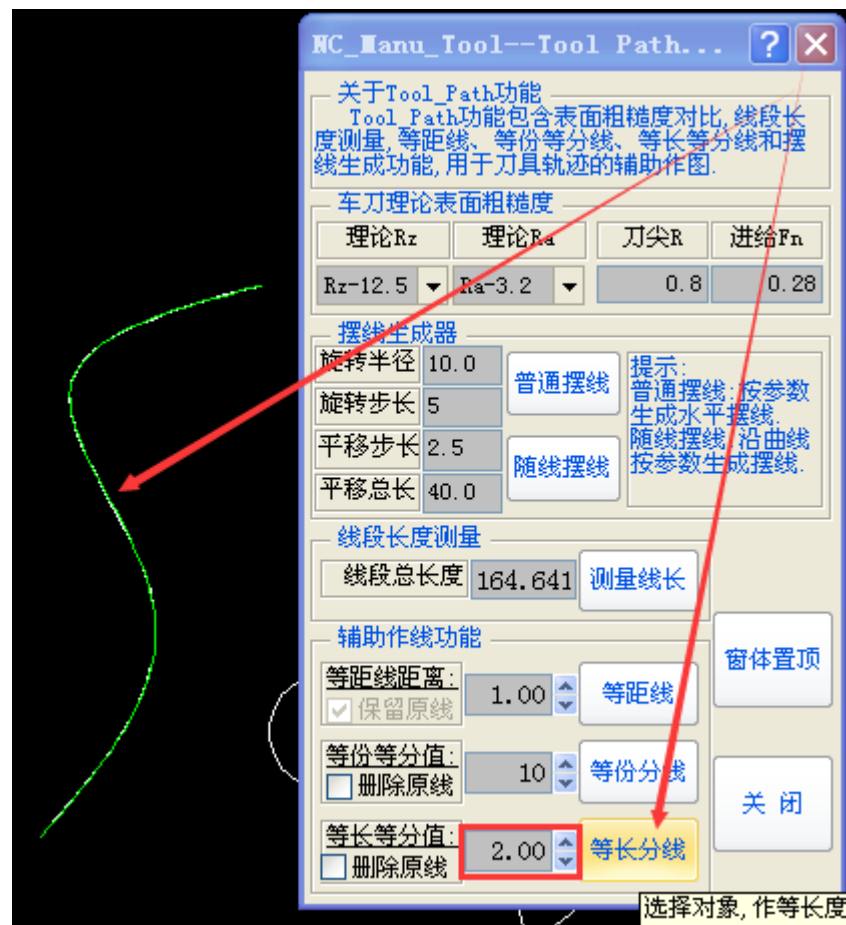 NC_Manu_Tool--Tool Path...
关于Tool_Path功能
Tool_Path功能包含表面粗糙度对比,线段长
度测量,等距线、等份等分线、等长等分线和摆
线生成功能,用于刀具轨迹的辅助作图.
车刀理论表面粗糙度
理论Rz 理论Ra 刀尖R 进给Fn
Rz-12.5 Ra-3.2 0.8 0.28
摆线生成器
旋转半径 10.0
旋转步长 5
平移步长 2.5
平移总长 40.0
普通摆线
随线摆线
提示:
普通摆线:按参数
生成水平摆线.
随线摆线:沿曲线
按参数生成摆线.
线段长度测量
线段总长度 164.641 测量线长
辅助作线功能
等距线距离:
保留原线
1.00 等距线
等份等分值:
删除原线
10 等份分线
等长等分值:
删除原线
2.00 等长分线
窗体置顶
关 闭
选择对象,作等长度